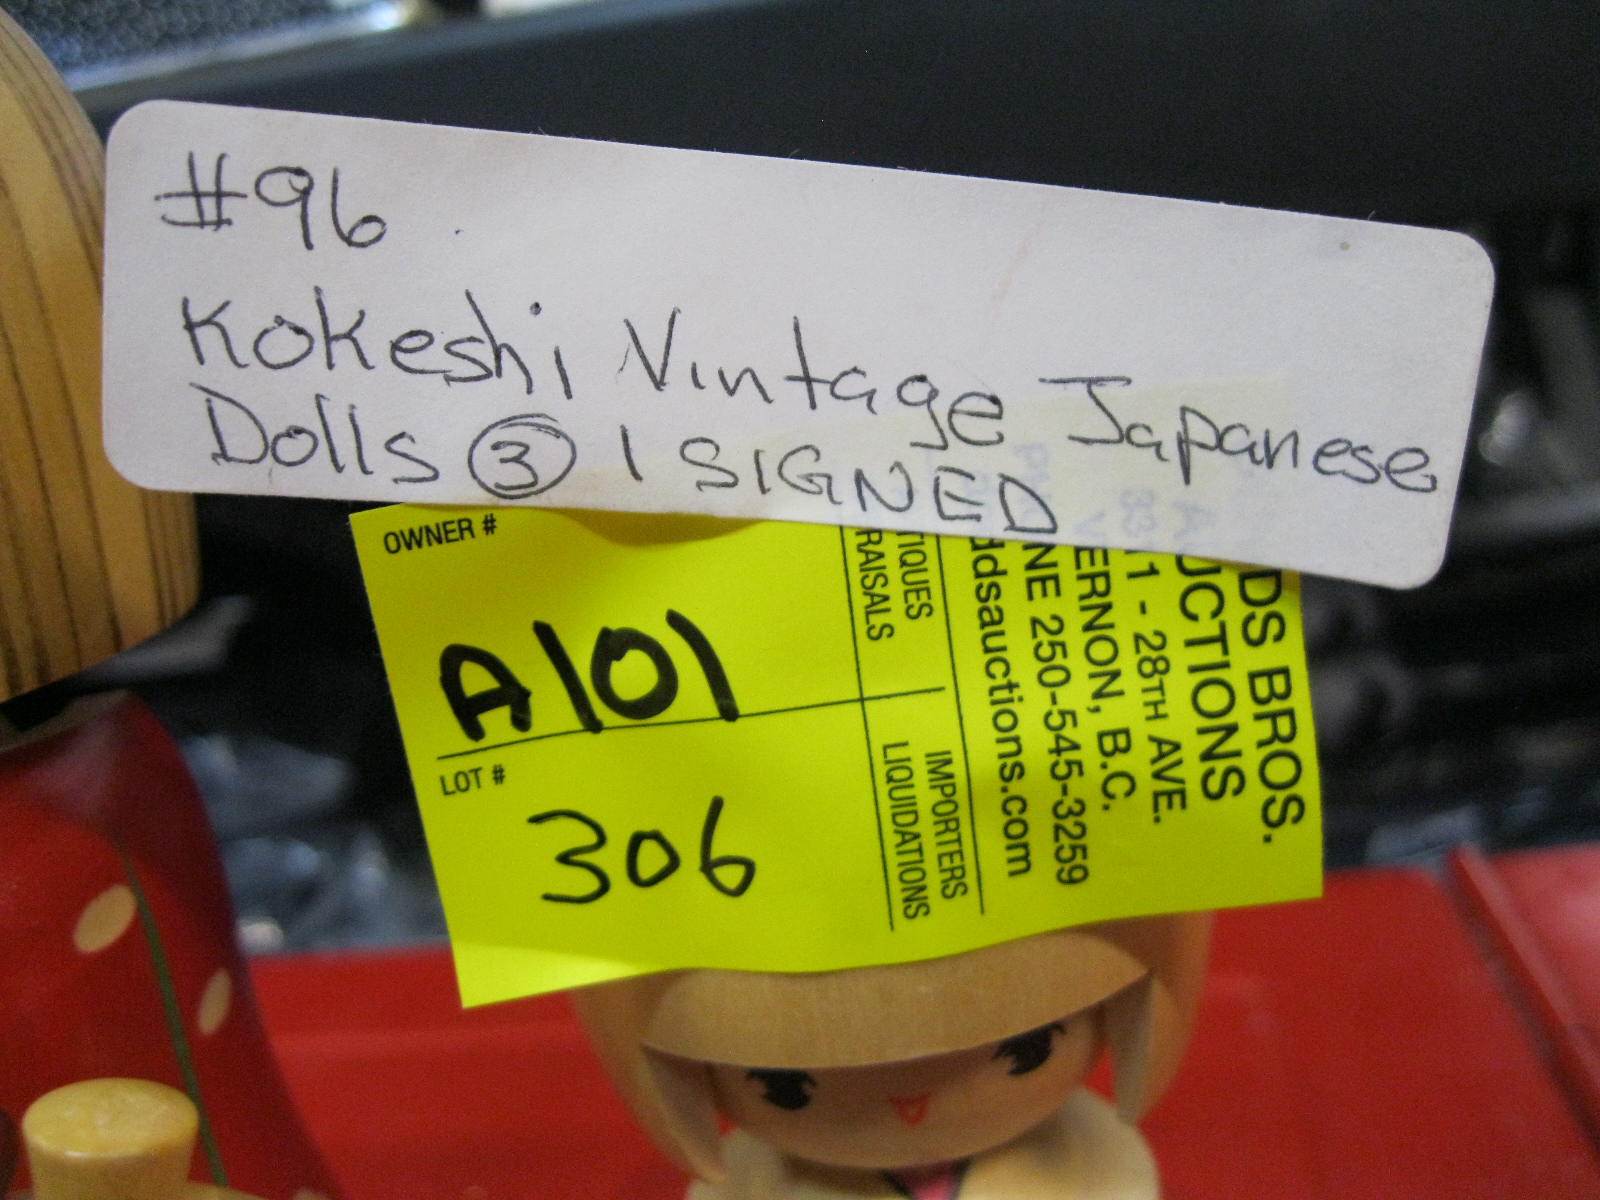 #96
Kokeshi Vintage Japanese
Dolls ③ 1 SIGNED
OWNER #
A101
LOT #
306
DS BROS.
UCTIONS
1 - 28TH AVE.
ERNON, B.C.
NE 250-545-3259
ddsauctions.com
TIQUES
RAISALS
IMPORTERS
LIQUIDATIONS